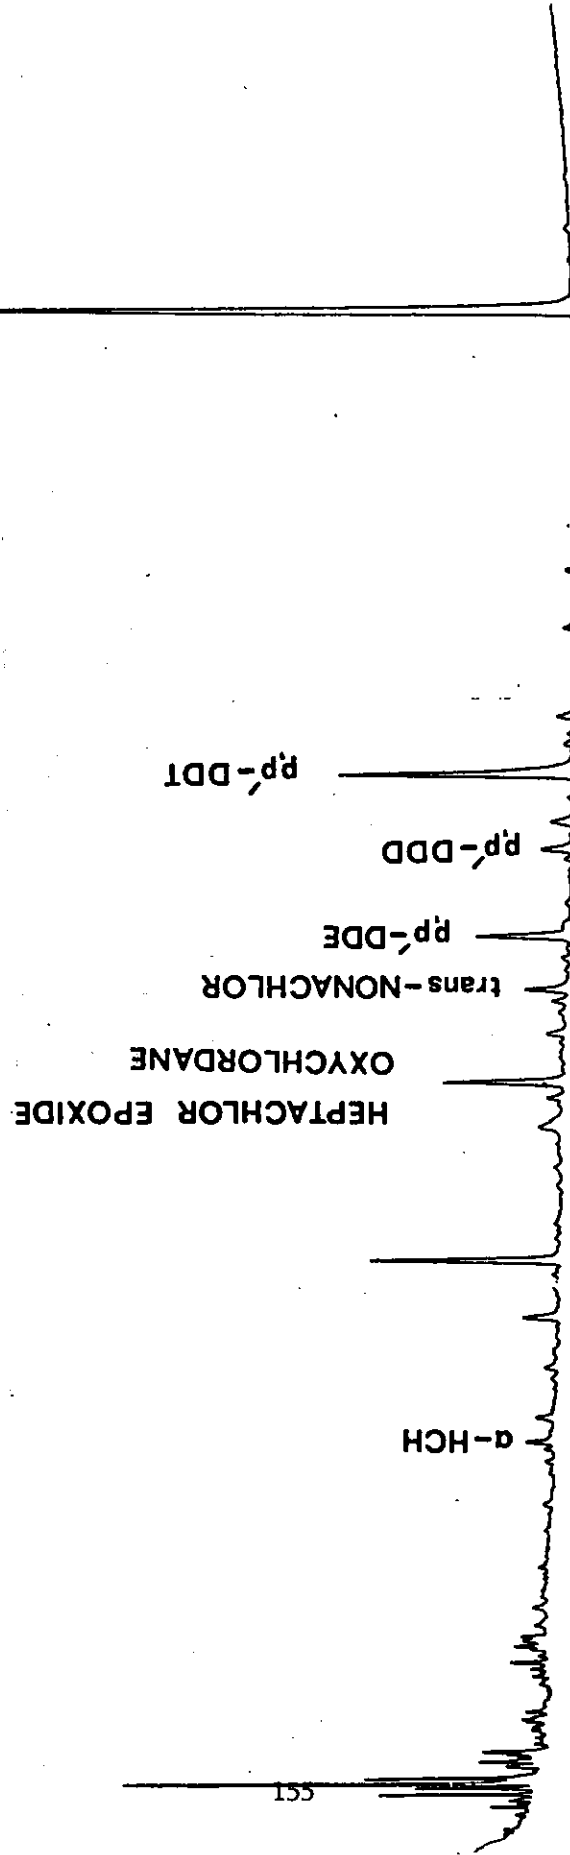 p,p'-DDT
p,p'-DDD
p,p'-DDE
trans-NONACHLOR
OXYCHLORDANE
HEPTACHLOR EPOXIDE
α-HCH
155